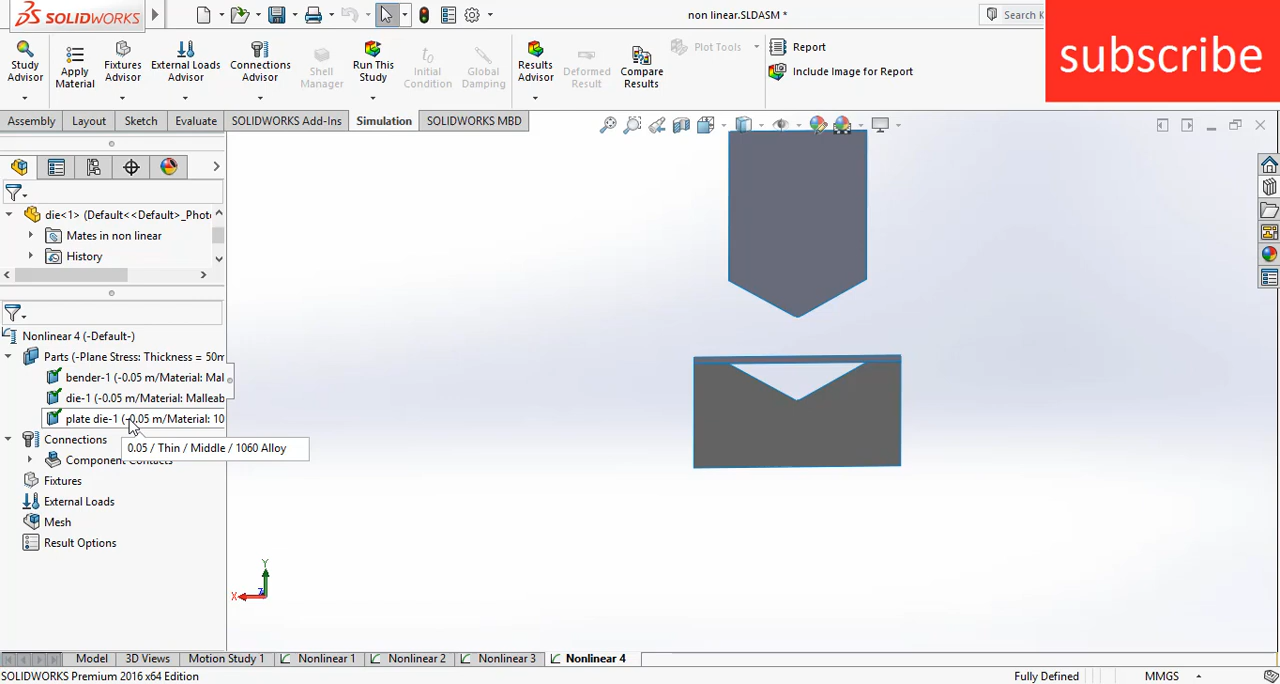 SOLIDWORKS
non linear.SLDASM *
Search K
subscribe
Study Advisor
Apply Material
Fixtures Advisor
External Loads Advisor
Connections Advisor
Shell Manager
Run This Study
Initial Condition
Global Damping
Results Advisor
Deformed Result
Compare Results
Plot Tools
Report
Include Image for Report
Assembly
Layout
Sketch
Evaluate
SOLIDWORKS Add-Ins
Simulation
SOLIDWORKS MBD
die<1> (Default<<Default>_Phot
Mates in non linear
History
Nonlinear 4 (-Default-)
Parts (-Plane Stress: Thickness = 50m
bender-1 (-0.05 m/Material: Mal
die-1 (-0.05 m/Material: Malleab
plate die-1 (-0.05 m/Material: 10
Connections
0.05 / Thin / Middle / 1060 Alloy
Component Contacts
Fixtures
External Loads
Mesh
Result Options
Y
X
Z
Model
3D Views
Motion Study 1
Nonlinear 1
Nonlinear 2
Nonlinear 3
Nonlinear 4
SOLIDWORKS Premium 2016 x64 Edition
Fully Defined
MMGS